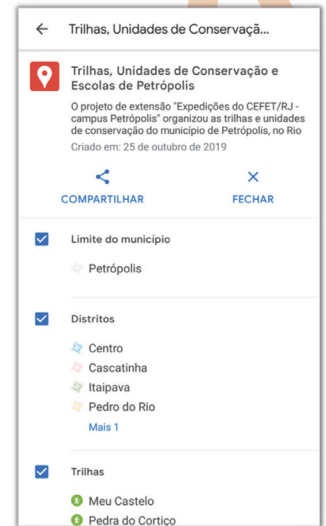 Trilhas, Unidades de Conservaçã...
Trilhas, Unidades de Conservação e
Escolas de Petrópolis
O projeto de extensão "Expedições do CEFET/RJ -
campus Petrópolis" organizou as trilhas e unidades
de conservação do município de Petrópolis, no Rio
Criado em: 25 de outubro de 2019
COMPARTILHAR
FECHAR
Limite do município
Petrópolis
Distritos
Centro
Cascatinha
Itaipava
Pedro do Rio
Mais 1
Trilhas
Meu Castelo
Pedra do Cortiço